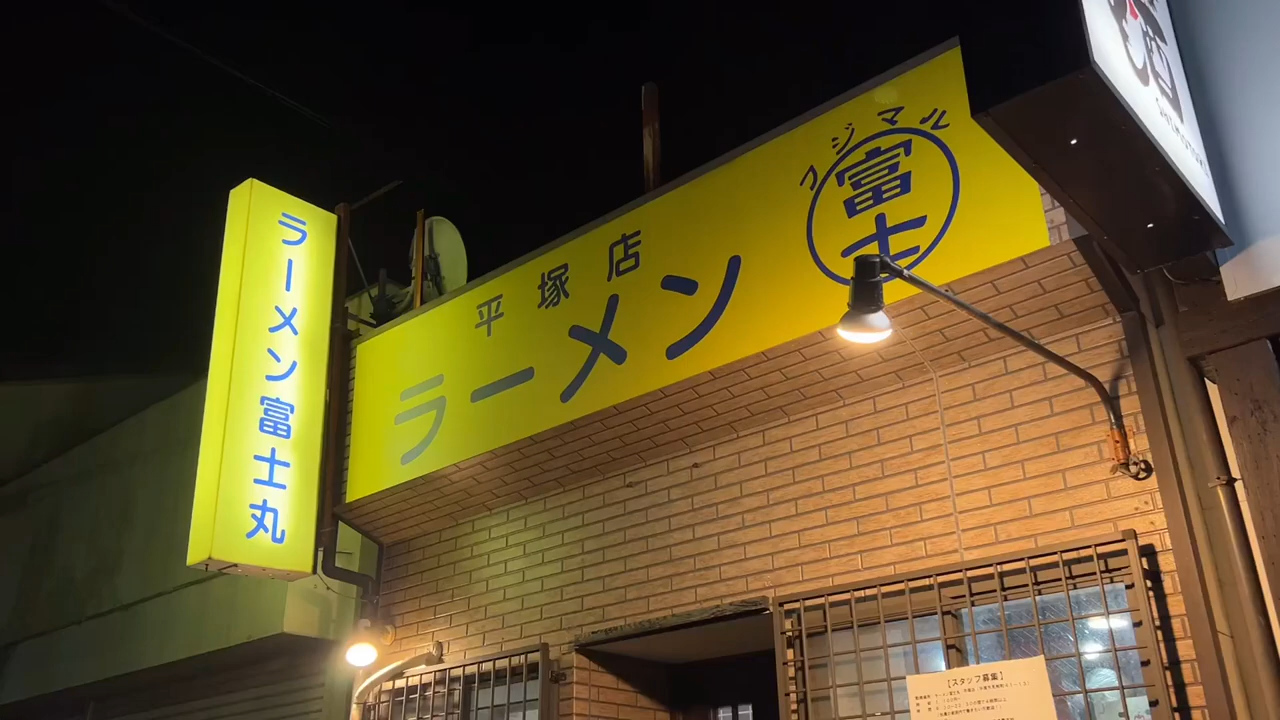 ラーメン富士丸
平塚店
ラーメン
フジマル
富士
【スタッフ募集】